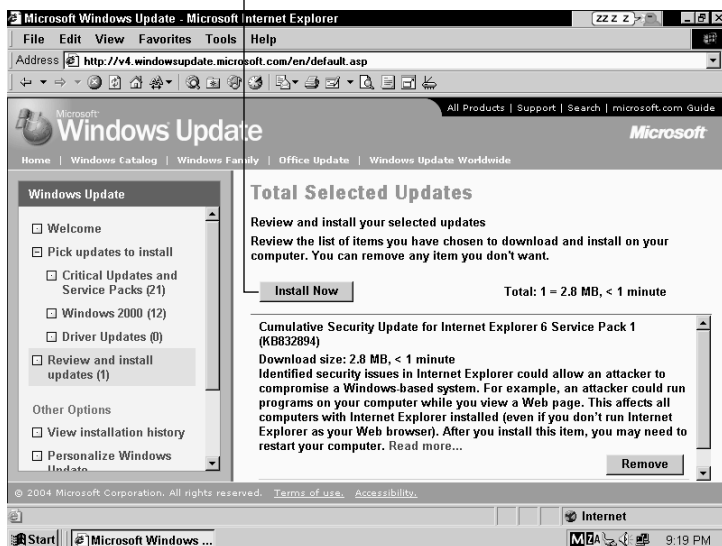 Microsoft Windows Update - Microsoft Internet Explorer
ZZ Z Z
File Edit View Favorites Tools Help
Address http://v4.windowsupdate.microsoft.com/en/default.asp
All Products | Support | Search | microsoft.com Guide
Microsoft
Windows Update
Microsoft
Home | Windows Catalog | Windows Family | Office Update | Windows Update Worldwide
Windows Update
Welcome
Pick updates to install
Critical Updates and
Service Packs (21)
Windows 2000 (12)
Driver Updates (0)
Review and install
updates (1)
Other Options
View installation history
Personalize Windows
Update
Total Selected Updates
Review and install your selected updates
Review the list of items you have chosen to download and install on your
computer. You can remove any item you don't want.
Install Now
Total: 1 = 2.8 MB, < 1 minute
Cumulative Security Update for Internet Explorer 6 Service Pack 1
(KB832894)
Download size: 2.8 MB, < 1 minute
Identified security issues in Internet Explorer could allow an attacker to
compromise a Windows-based system. For example, an attacker could run
programs on your computer while you view a Web page. This affects all
computers with Internet Explorer installed (even if you don't run Internet
Explorer as your Web browser). After you install this item, you may need to
restart your computer. Read more...
Remove
© 2004 Microsoft Corporation. All rights reserved. Terms of use. Accessibility.
Internet
Start Microsoft Windows ... 9:19 PM